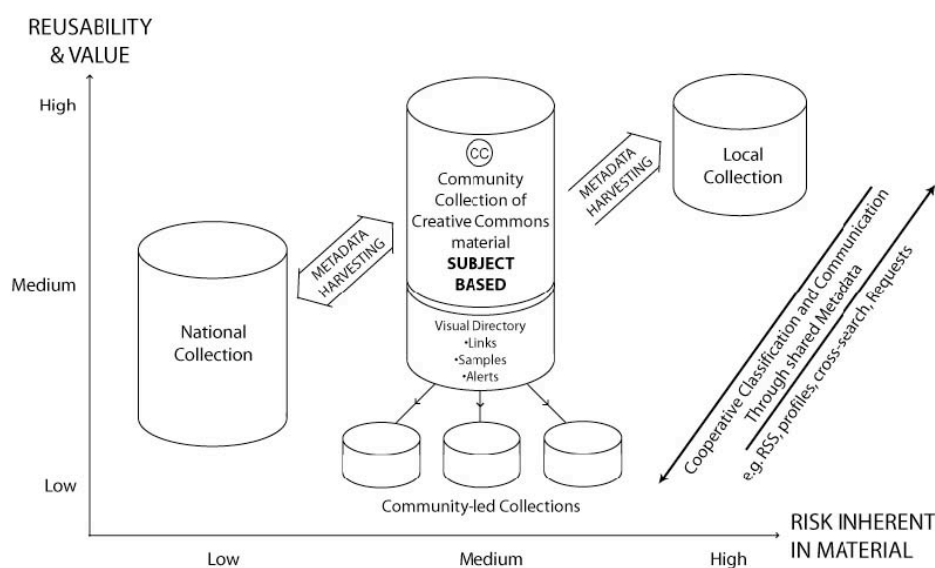 REUSABILITY
& VALUE
High
Medium
Low
National
Collection
METADATA
HARVESTING
CC
Community
Collection of
Creative Commons
material
SUBJECT
BASED
Visual Directory
•Links
•Samples
•Alerts
Community-led Collections
METADATA
HARVESTING
Local
Collection
Cooperative Classification and Communication
Through shared Metadata
e.g. RSS, profiles, cross-search, Requests
Low
Medium
High
RISK INHERENT
IN MATERIAL